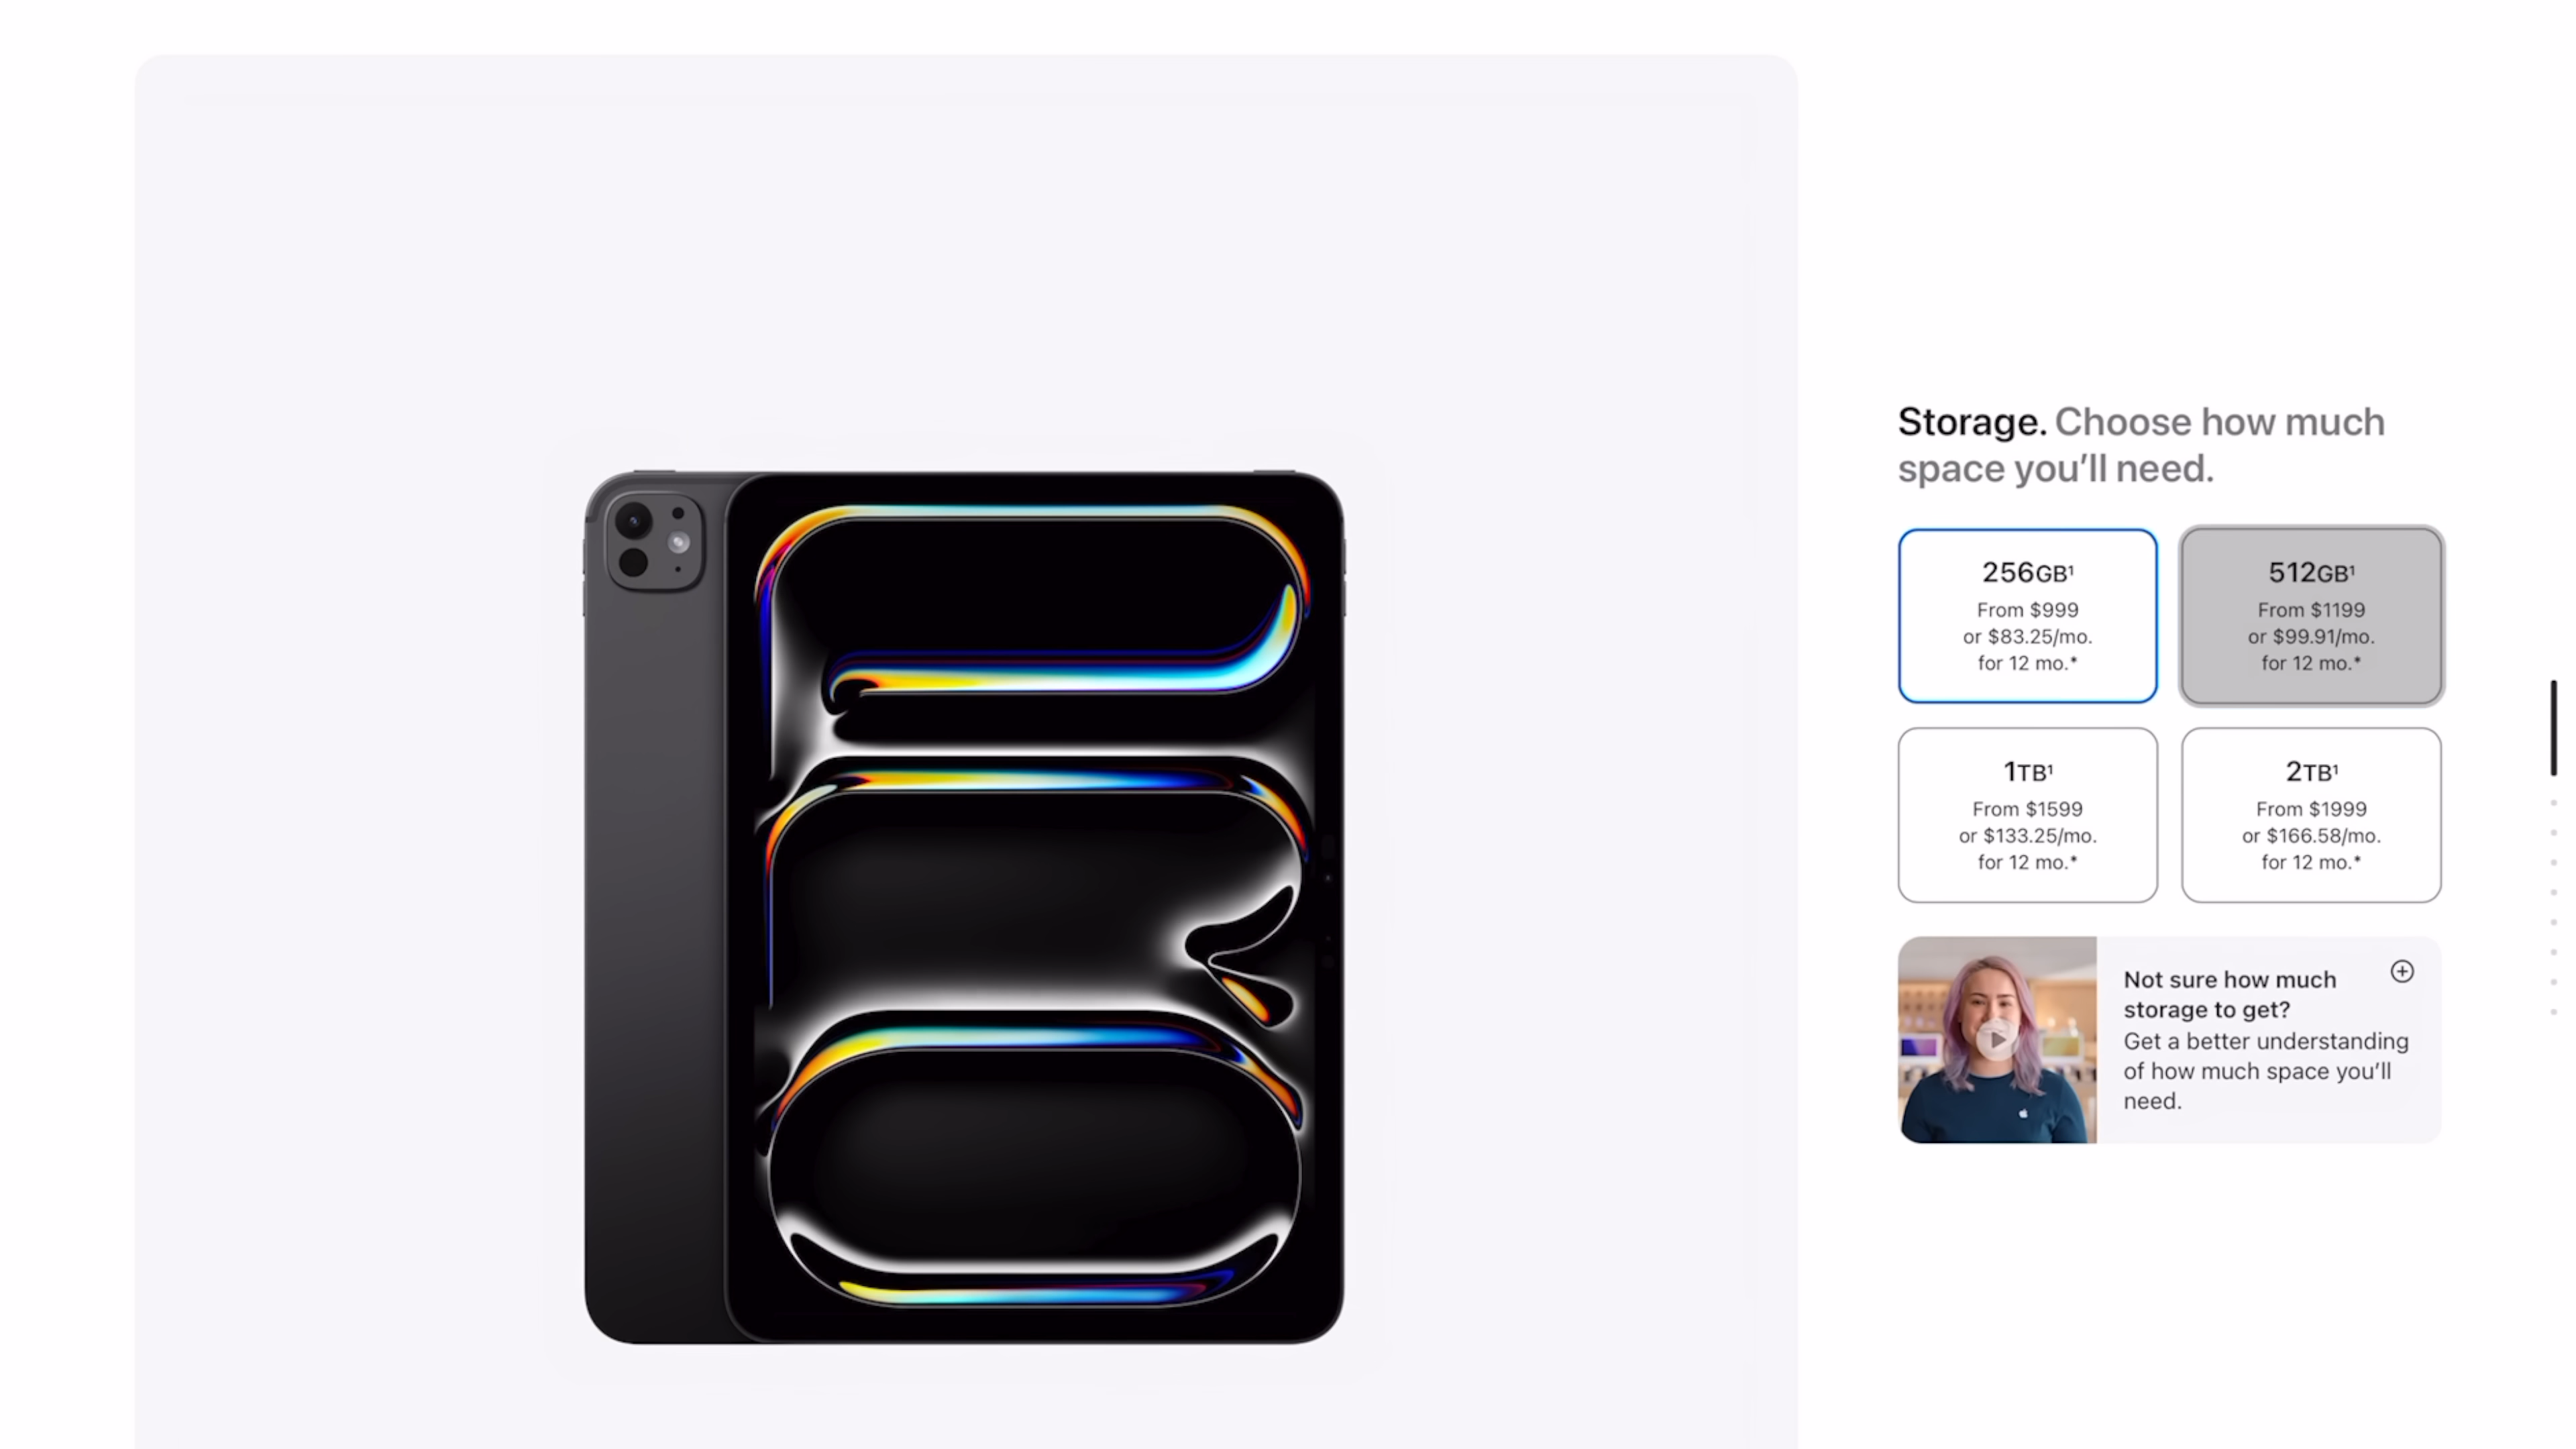 Storage. Choose how much
space you’ll need.
256GB¹
From $999
or $83.25/mo.
for 12 mo.*
512GB¹
From $1199
or $99.91/mo.
for 12 mo.*
1TB¹
From $1599
or $133.25/mo.
for 12 mo.*
2TB¹
From $1999
or $166.58/mo.
for 12 mo.*
Not sure how much
storage to get?
Get a better understanding
of how much space you’ll
need.